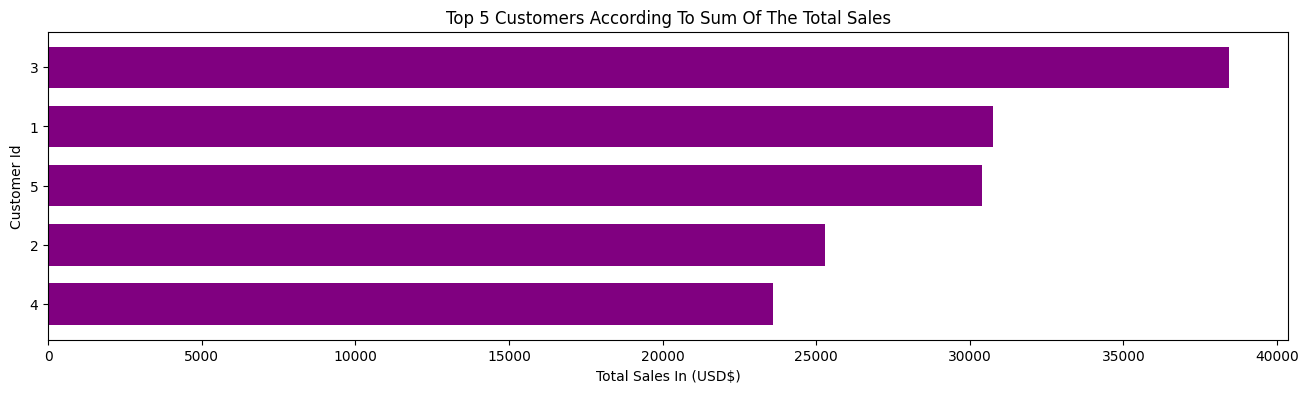 Top 5 Customers According To Sum Of The Total Sales
Customer Id
3
1
5
2
4
0 5000 10000 15000 20000 25000 30000 35000 40000
Total Sales In (USD$)